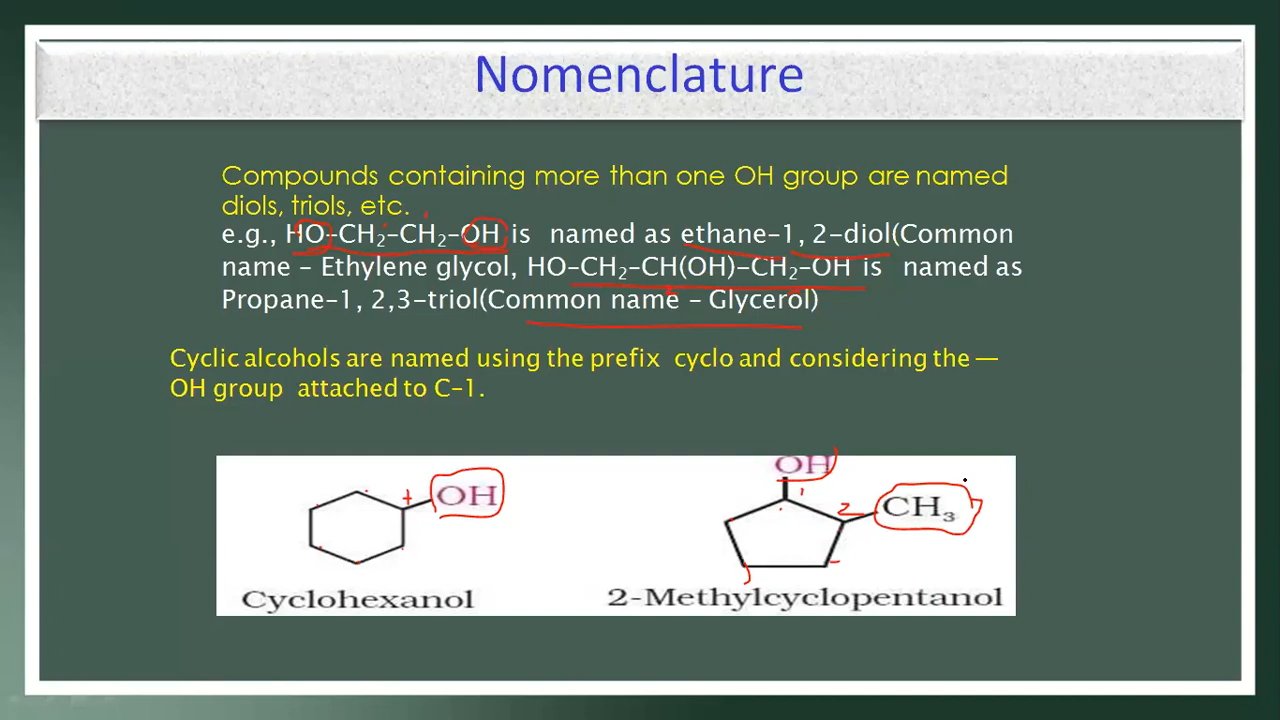 Nomenclature
Compounds containing more than one OH group are named
diols, triols, etc.
e.g., HO-CH₂-CH₂-OH is named as ethane-1, 2-diol(Common
name – Ethylene glycol, HO-CH₂-CH(OH)-CH₂-OH is named as
Propane-1, 2,3-triol(Common name – Glycerol)
Cyclic alcohols are named using the prefix cyclo and considering the —
OH group attached to C-1.
OH
OH
1
2 CH₃
Cyclohexanol
2-Methylcyclopentanol